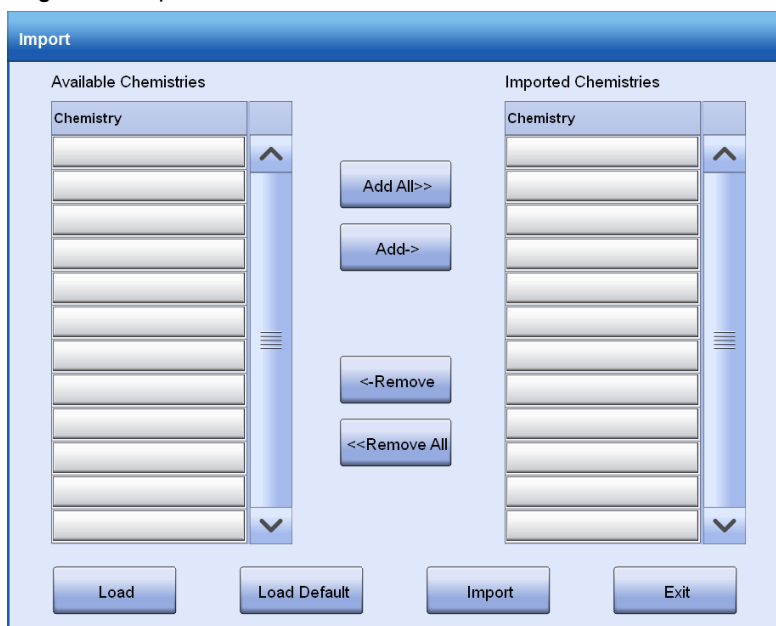 Import
Available Chemistries
Imported Chemistries
Chemistry
Chemistry
Add All>>
Add->
<-Remove
<<Remove All
Load
Load Default
Import
Exit